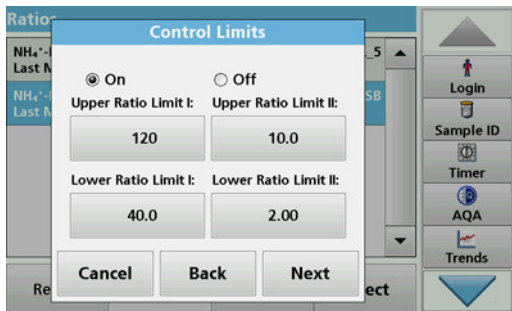 Ratios
Control Limits
NH₄⁺-
_5
Last
On
Off
NH₄⁺-
SB
Last
Upper Ratio Limit I:
Upper Ratio Limit II:
120
10.0
Lower Ratio Limit I:
Lower Ratio Limit II:
40.0
2.00
Cancel
Back
Next
Re
ect
Login
Sample ID
Timer
AQA
Trends